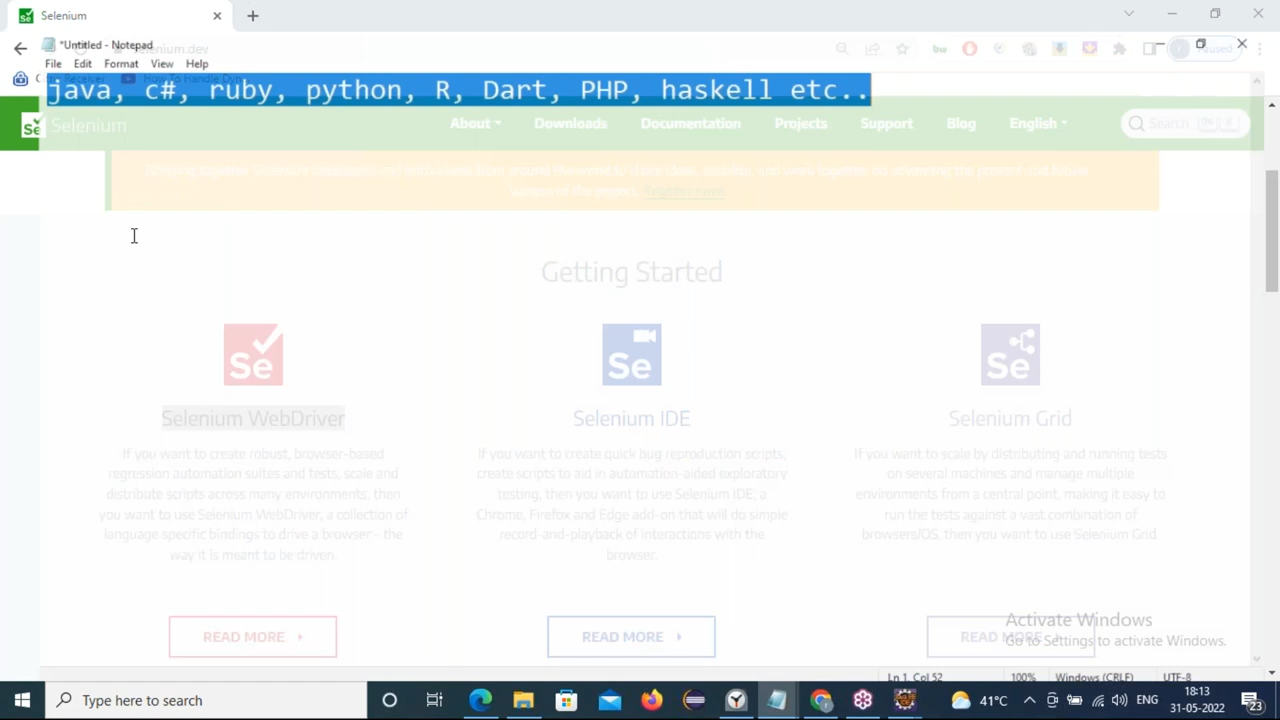 Selenium
*Untitled - Notepad
selenium.dev
Paused
File Edit Format View Help
java, c#, ruby, python, R, Dart, PHP, haskell etc..
Selenium
About Downloads Documentation Projects Support Blog English Search
Register now
Getting Started
Selenium WebDriver
Selenium IDE
Selenium Grid
If you want to create robust, browser-based
regression automation suites and tests, scale and
distribute scripts across many environments, then
you want to use Selenium WebDriver, a collection of
language specific bindings to drive a browser - the
way it is meant to be driven.
If you want to create quick bug reproduction scripts,
create scripts to aid in automation-aided exploratory
testing, then you want to use Selenium IDE; a
Chrome, Firefox and Edge add-on that will do simple
record-and-playback of interactions with the
browser.
If you want to scale by distributing and running tests
on several machines and manage multiple
environments from a central point, making it easy to
run the tests against a vast combination of
browsers/OS, then you want to use Selenium Grid.
READ MORE
READ MORE
READ MORE
Activate Windows
Go to Settings to activate Windows.
Ln 1, Col 52 100% Windows (CRLF) UTF-8
Type here to search
41°C
ENG
18:13
31-05-2022
23